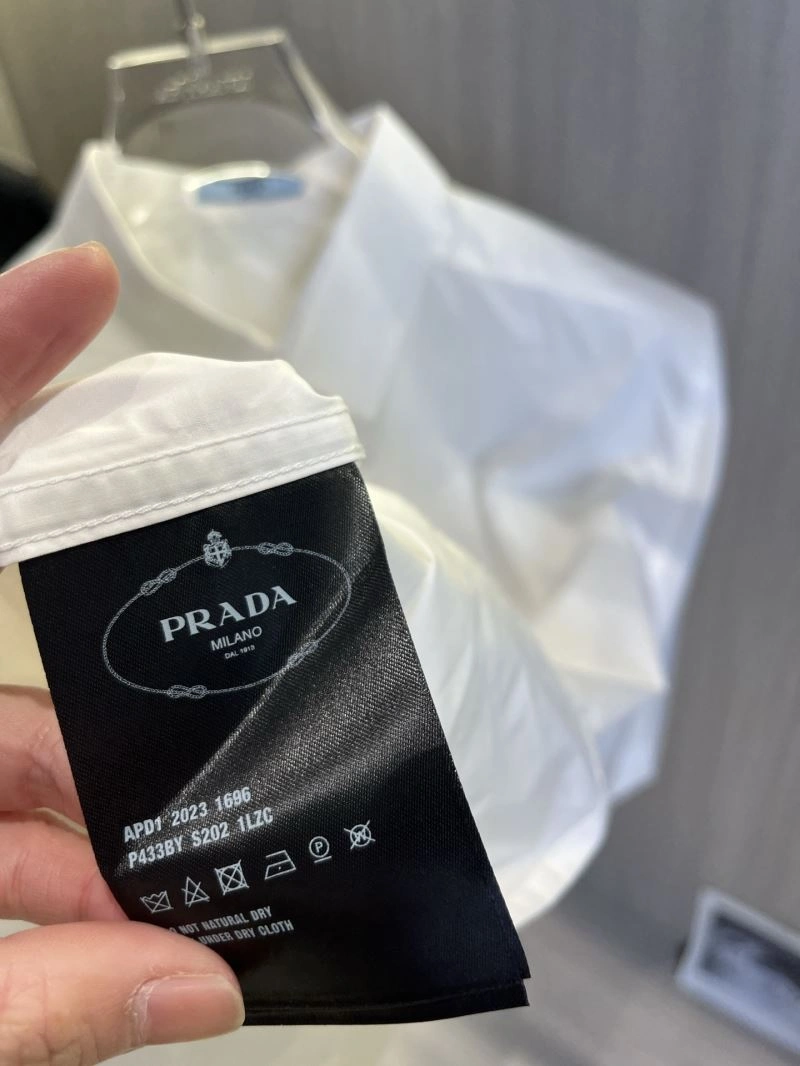 PRADA
MILANO
DAL 1913
APD1 2023 1696
P433BY S202 1LZC
P
W
NOT NATURAL DRY
UNDER DRY CLOTH